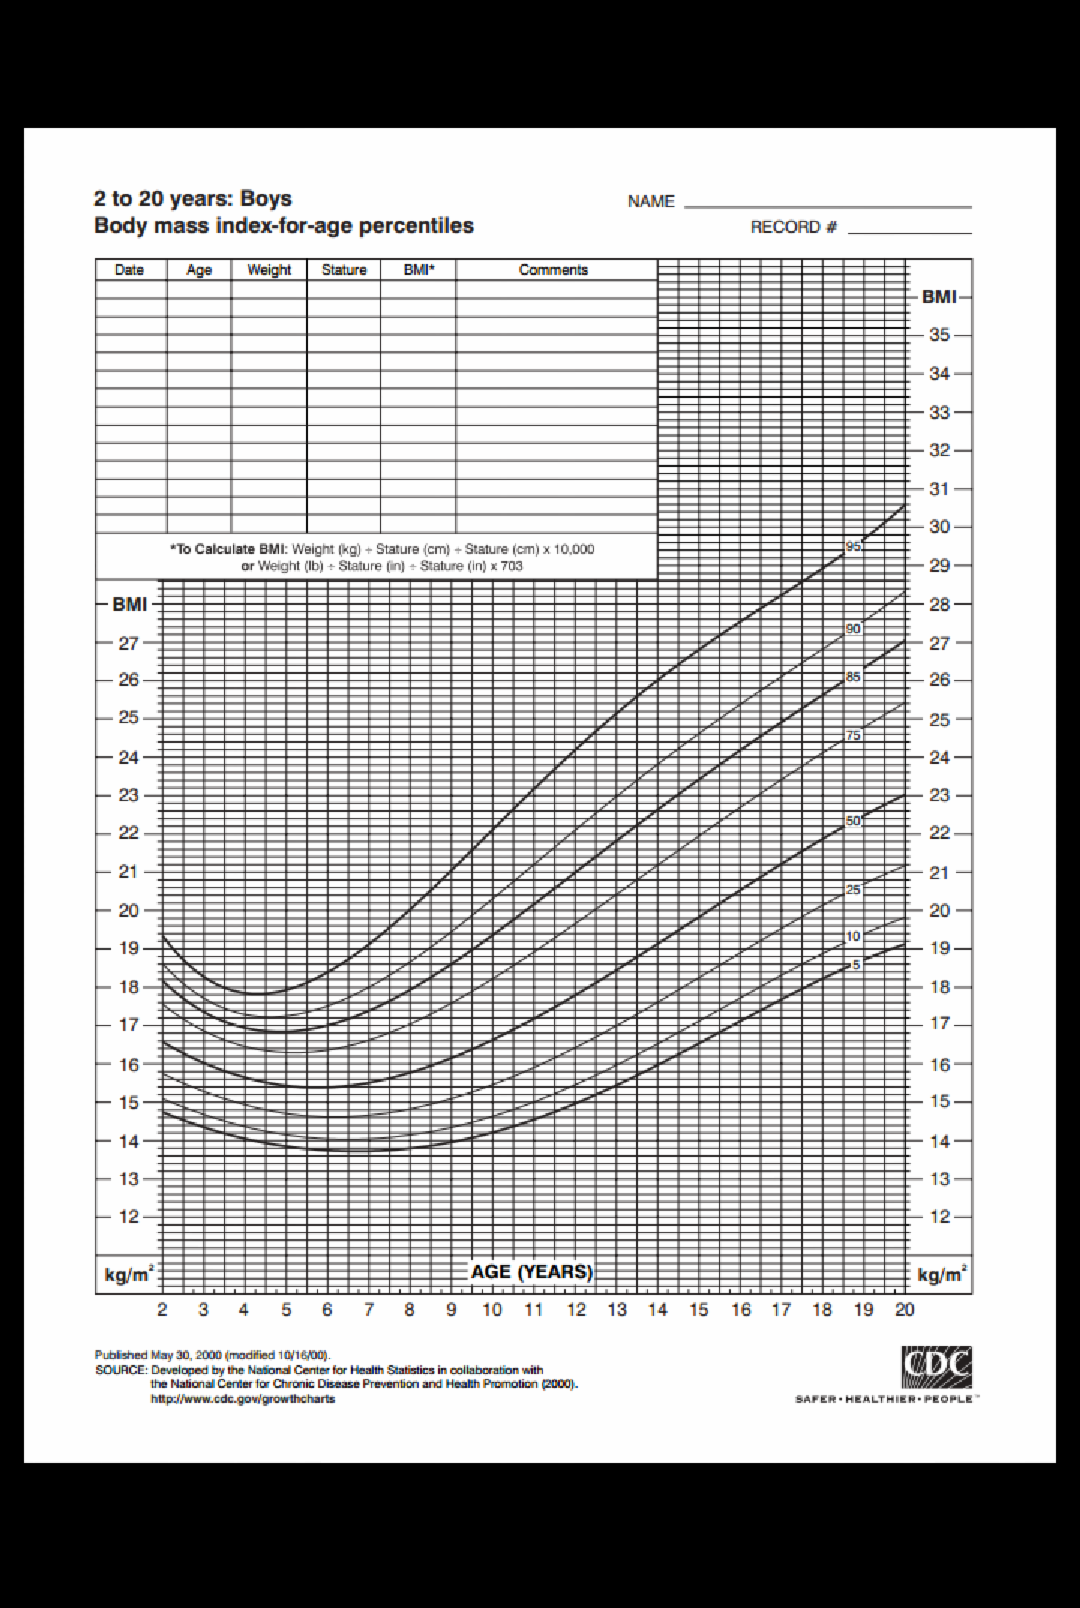 2 to 20 years: Boys
Body mass index-for-age percentiles
NAME
RECORD #
Date Age Weight Stature BMI* Comments
*To Calculate BMI: Weight (kg) ÷ Stature (cm) ÷ Stature (cm) x 10,000
or Weight (lb) ÷ Stature (in) ÷ Stature (in) x 703
BMI
35
34
33
32
31
30
95
29
BMI 28
90
27 27
85
26 26
25 25
75
24 24
23 23
50
22 22
21 21
25
20 20
10
19 19
5
18 18
17 17
16 16
15 15
14 14
13 13
12 12
kg/m² AGE (YEARS) kg/m²
2 3 4 5 6 7 8 9 10 11 12 13 14 15 16 17 18 19 20
Published May 30, 2000 (modified 10/16/00).
SOURCE: Developed by the National Center for Health Statistics in collaboration with
the National Center for Chronic Disease Prevention and Health Promotion (2000).
http://www.cdc.gov/growthcharts
CDC
SAFER • HEALTHIER • PEOPLE™